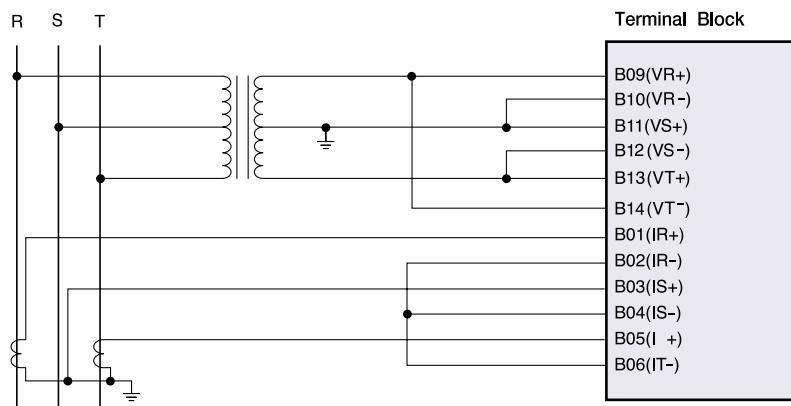 R S T Terminal Block
B09(VR+)
B10(VR-)
B11(VS+)
B12(VS-)
B13(VT+)
B14(VT-)
B01(IR+)
B02(IR-)
B03(IS+)
B04(IS-)
B05(I +)
B06(IT-)